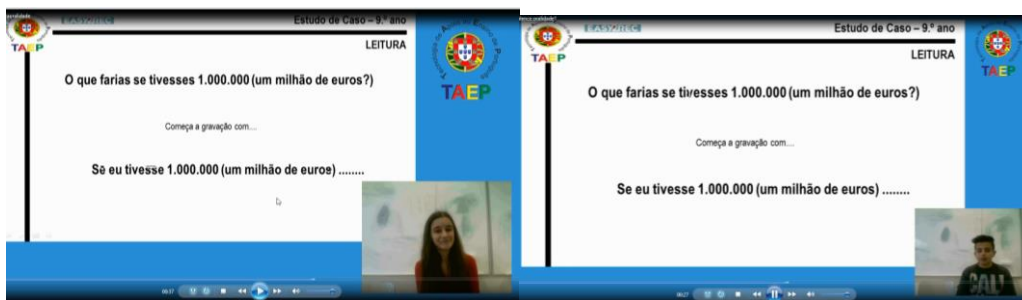 EASYJTEC
Estudo de Caso – 9.º ano
TAEP
LEITURA
O que farias se tivesses 1.000.000 (um milhão de euros?)
TAEP
Começa a gravação com...
Se eu tivesse 1.000.000 (um milhão de euros) ........
Estudo de Caso – 9.º ano
TAEP
LEITURA
O que farias se tivesses 1.000.000 (um milhão de euros?)
TAEP
Começa a gravação com...
Se eu tivesse 1.000.000 (um milhão de euros) ........
CALI